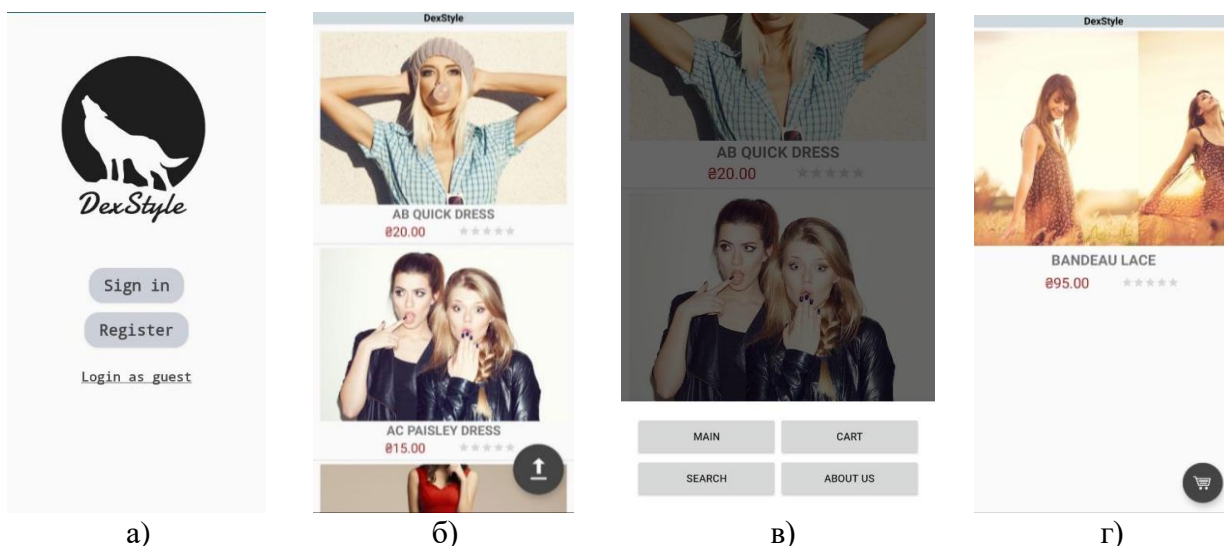 DexStyle
Sign in
Register
Login as guest
а)
DexStyle
AB QUICK DRESS
₴20.00
AC PAISLEY DRESS
₴15.00
б)
AB QUICK DRESS
₴20.00
MAIN CART
SEARCH ABOUT US
в)
DexStyle
BANDEAU LACE
₴95.00
г)